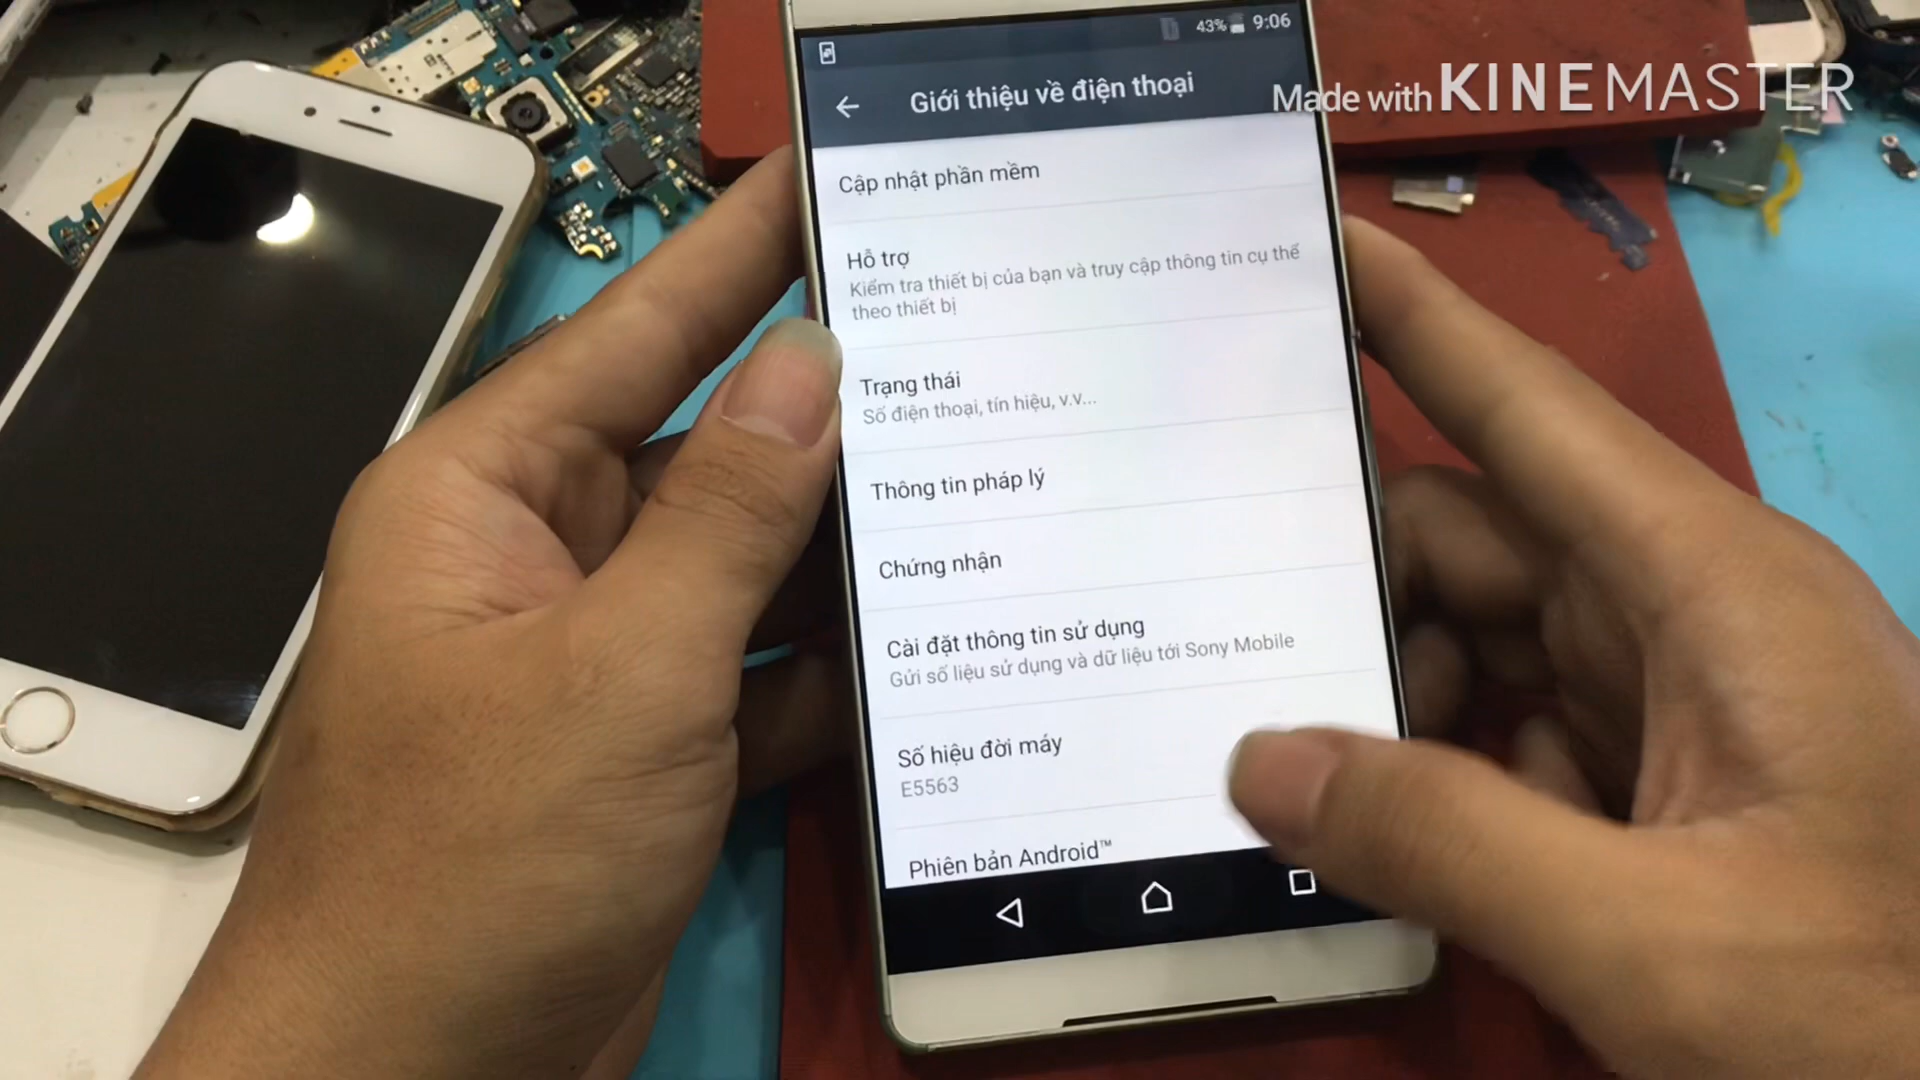 43% 9:06
Giới thiệu về điện thoại
Made with KINEMASTER
Cập nhật phần mềm
Hỗ trợ
Kiểm tra thiết bị của bạn và truy cập thông tin cụ thể
theo thiết bị
Trạng thái
Số điện thoại, tín hiệu, v.v...
Thông tin pháp lý
Chứng nhận
Cài đặt thông tin sử dụng
Gửi số liệu sử dụng và dữ liệu tới Sony Mobile
Số hiệu đời máy
E5563
Phiên bản Android™